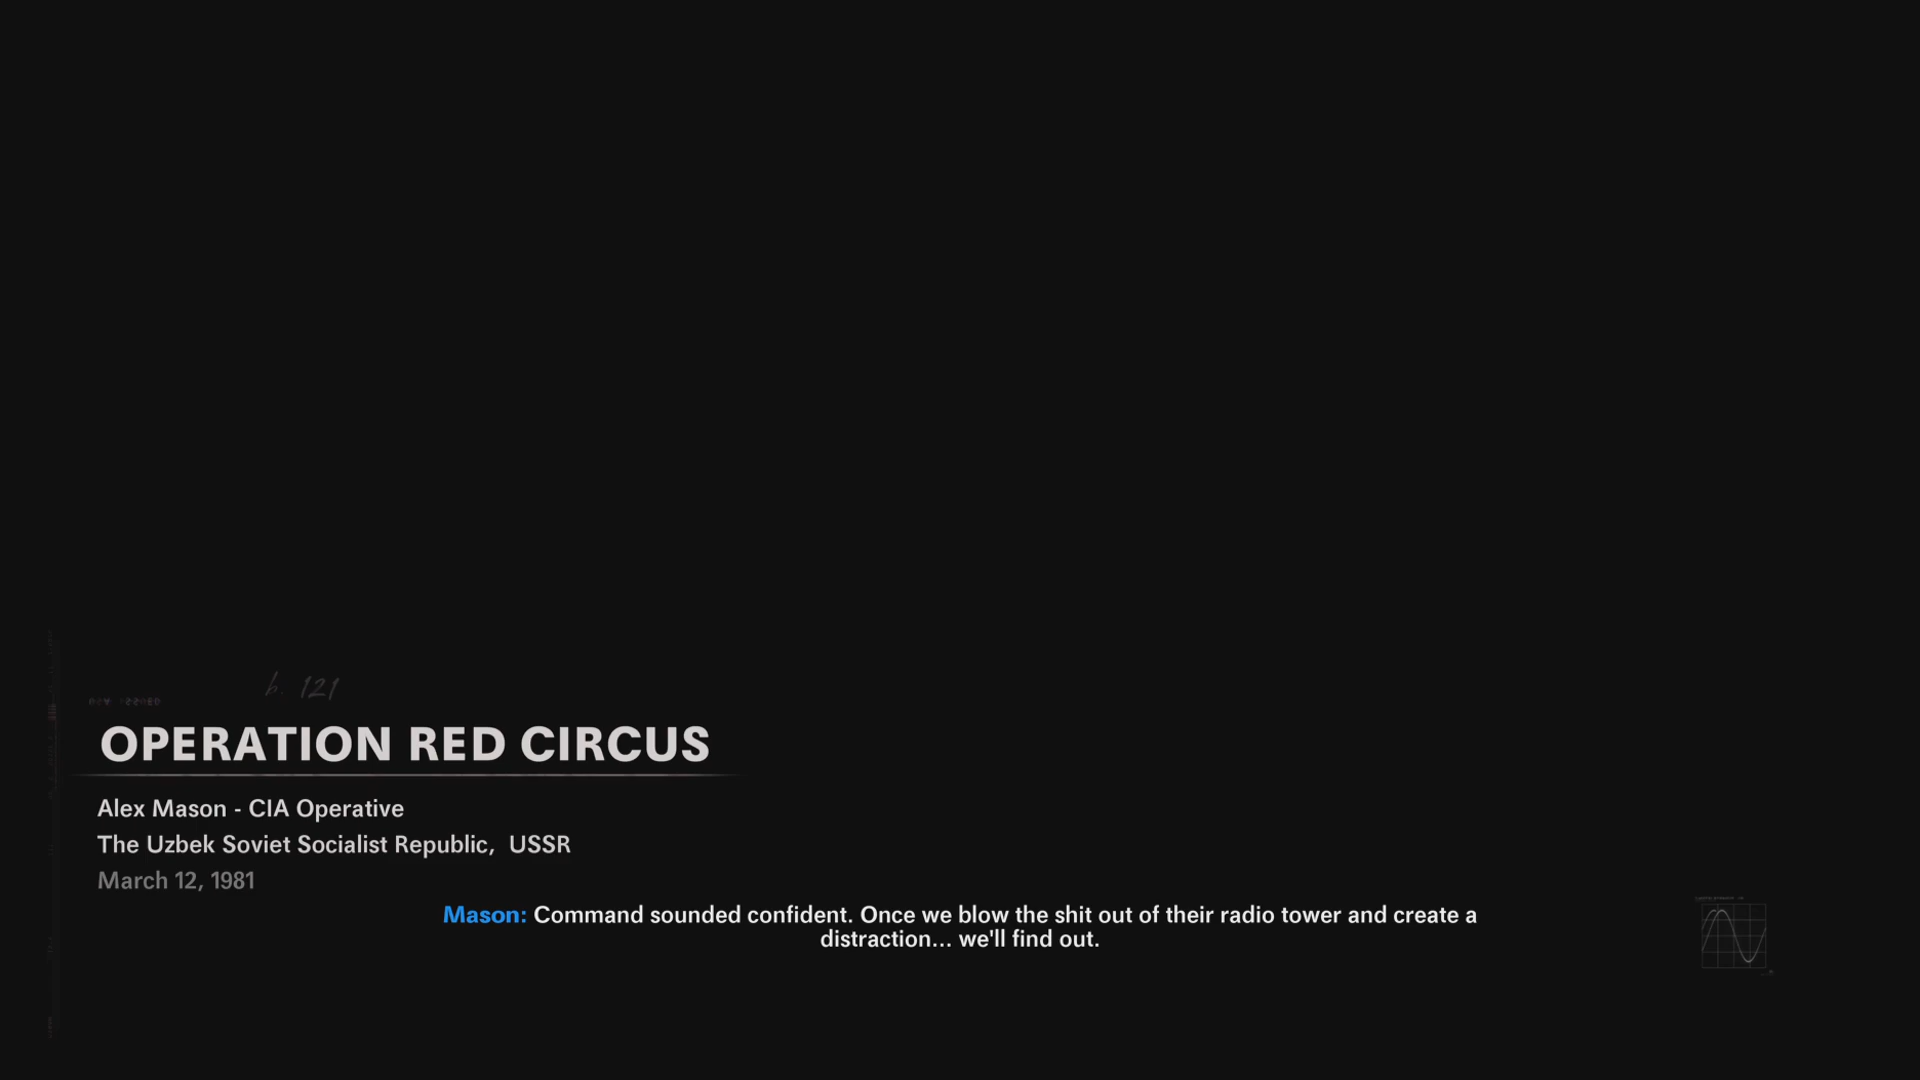 b. 121
OPERATION RED CIRCUS
Alex Mason - CIA Operative
The Uzbek Soviet Socialist Republic, USSR
March 12, 1981
Mason: Command sounded confident. Once we blow the shit out of their radio tower and create a
distraction... we'll find out.